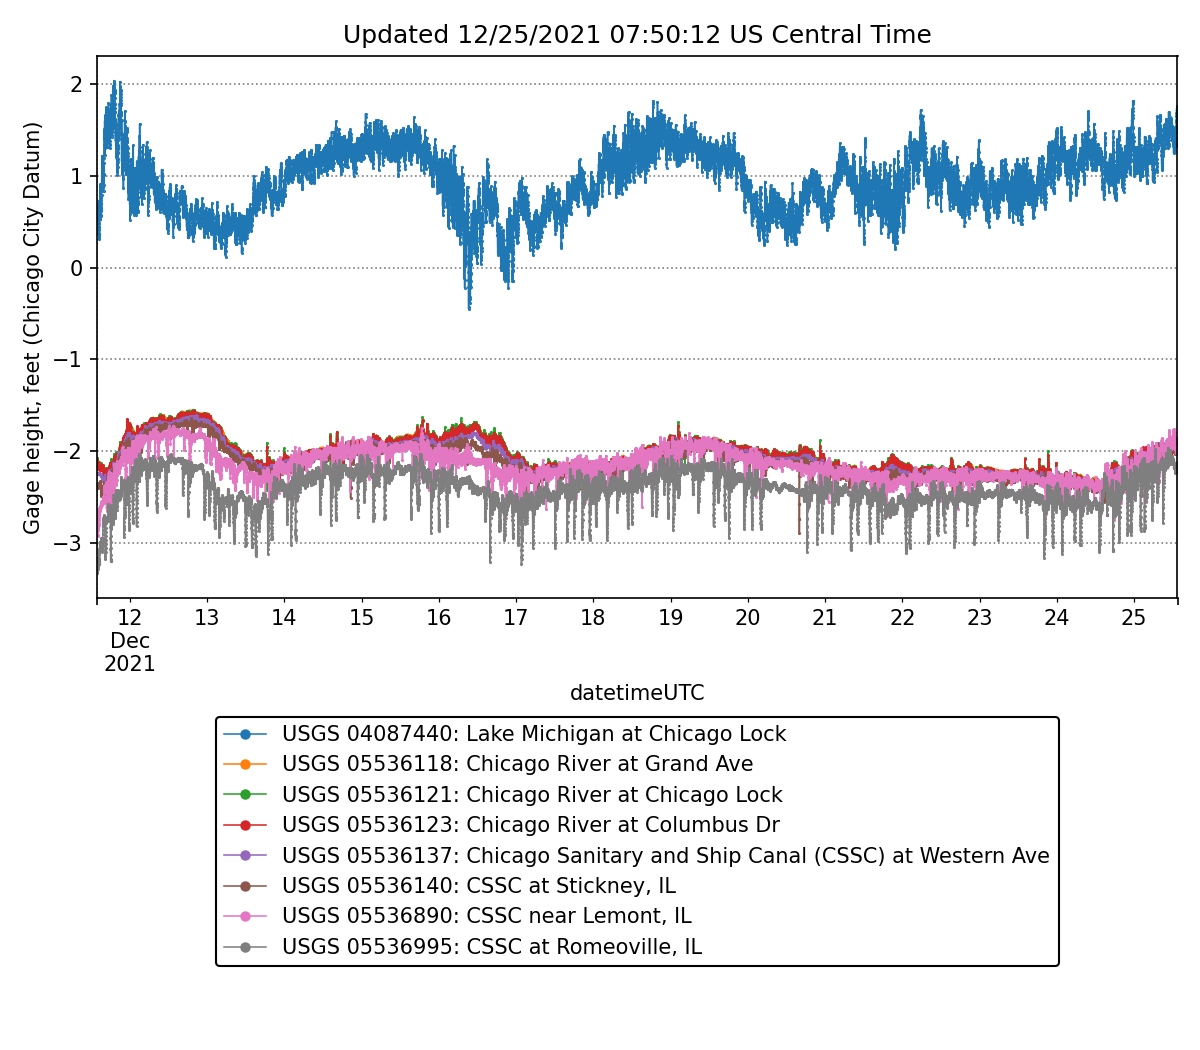 Updated 12/25/2021 07:50:12 US Central Time
Gage height, feet (Chicago City Datum)
2
1
0
−1
−2
−3
12 13 14 15 16 17 18 19 20 21 22 23 24 25
Dec
2021
datetimeUTC
USGS 04087440: Lake Michigan at Chicago Lock
USGS 05536118: Chicago River at Grand Ave
USGS 05536121: Chicago River at Chicago Lock
USGS 05536123: Chicago River at Columbus Dr
USGS 05536137: Chicago Sanitary and Ship Canal (CSSC) at Western Ave
USGS 05536140: CSSC at Stickney, IL
USGS 05536890: CSSC near Lemont, IL
USGS 05536995: CSSC at Romeoville, IL